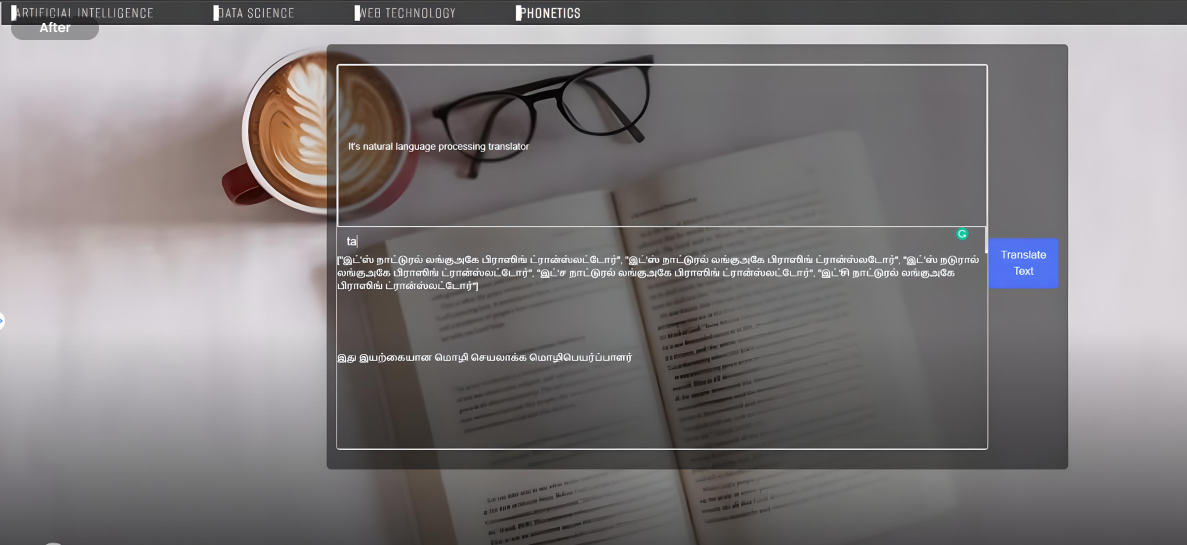 ARTIFICIAL INTELLIGENCE
DATA SCIENCE
WEB TECHNOLOGY
PHONETICS
After
It's natural language processing translator
ta
["இட்'ஸ் நாட்டுரல் லங்குஅகே பிராஸிங் ட்ரான்ஸ்லட்டோர்", "இட்'ஸ் நாட்டுரல் லங்குஅகே பிராஸிங் ட்ரான்ஸ்லடோர்", "இட்'ஸ் நடுரால்
லங்குஅகே பிராஸிங் ட்ரான்ஸ்லட்டோர்", "இட்'ச நாட்டுரல் லங்குஅகே பிராஸிங் ட்ரான்ஸ்லட்டோர்", "இட்'சி நாட்டுரல் லங்குஅகே
பிராஸிங் ட்ரான்ஸ்லட்டோர்"]
Translate
Text
இது இயற்கையான மொழி செயலாக்க மொழிபெயர்ப்பாளர்